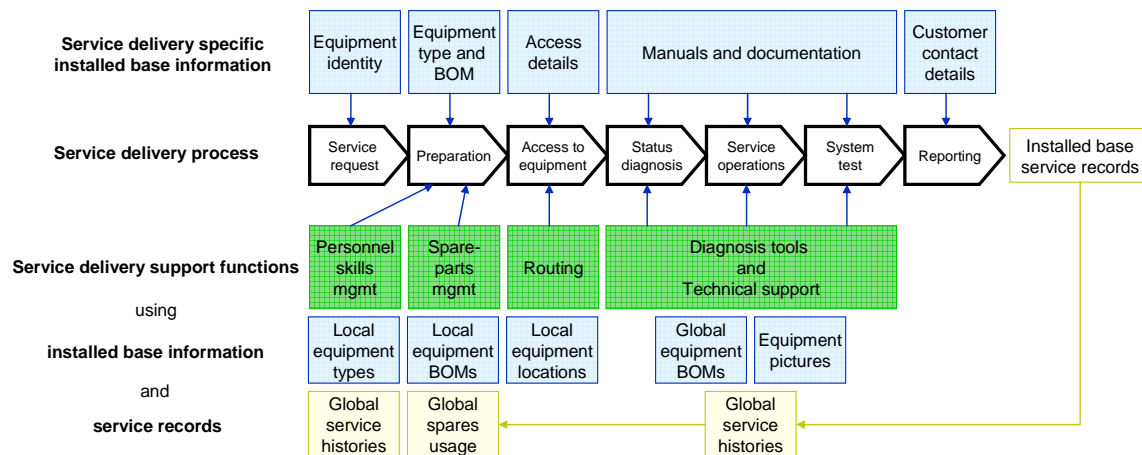 Service delivery specific
installed base information
Equipment
identity
Equipment
type and
BOM
Access
details
Manuals and documentation
Customer
contact
details
Service delivery process
Service
request
Preparation
Access to
equipment
Status
diagnosis
Service
operations
System
test
Reporting
Installed base
service records
Service delivery support functions
Personnel
skills
mgmt
Spare-
parts
mgmt
Routing
Diagnosis tools
and
Technical support
using
installed base information
Local
equipment
types
Local
equipment
BOMs
Local
equipment
locations
Global
equipment
BOMs
Equipment
pictures
and
service records
Global
service
histories
Global
spares
usage
Global
service
histories